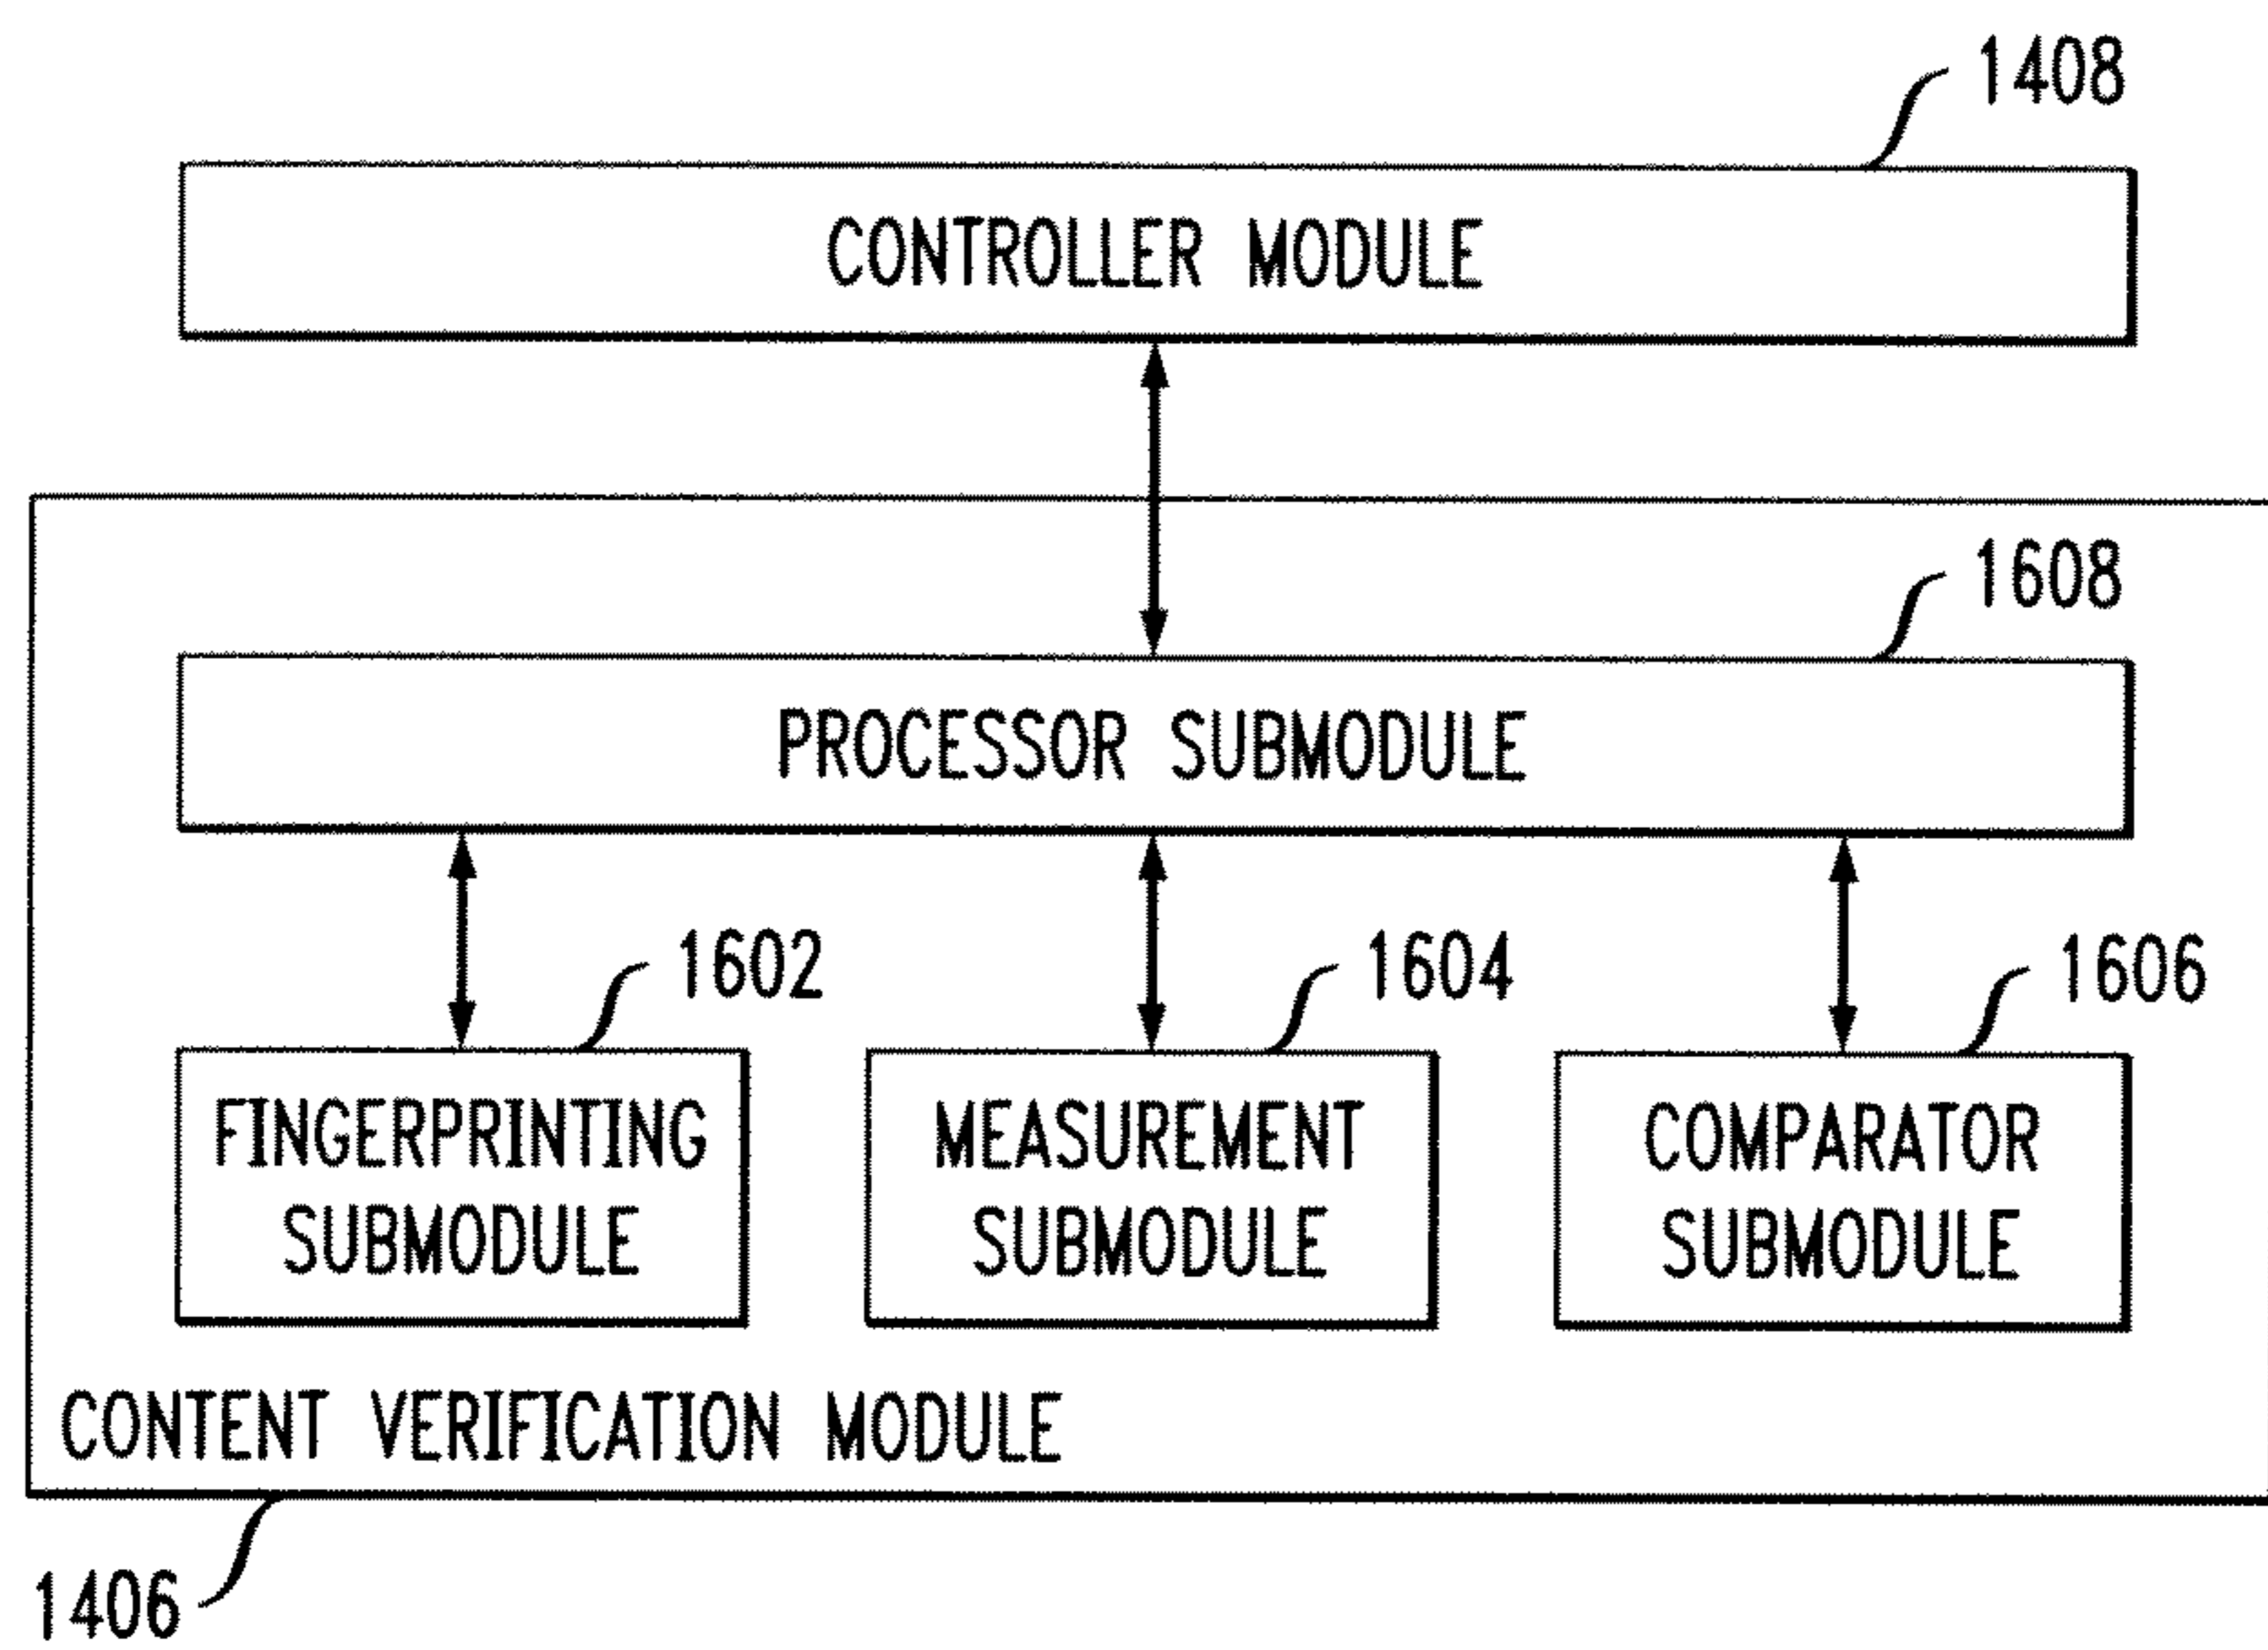 1408
CONTROLLER MODULE
1608
PROCESSOR SUBMODULE
1602
1604
1606
FINGERPRINTING
SUBMODULE
MEASUREMENT
SUBMODULE
COMPARATOR
SUBMODULE
CONTENT VERIFICATION MODULE
1406